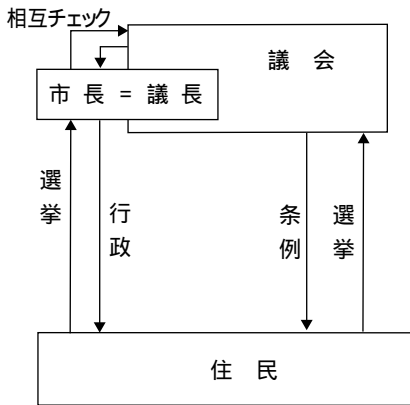 相互チェック
議 会
市 長 = 議 長
選挙
行政
条例
選挙
住 民